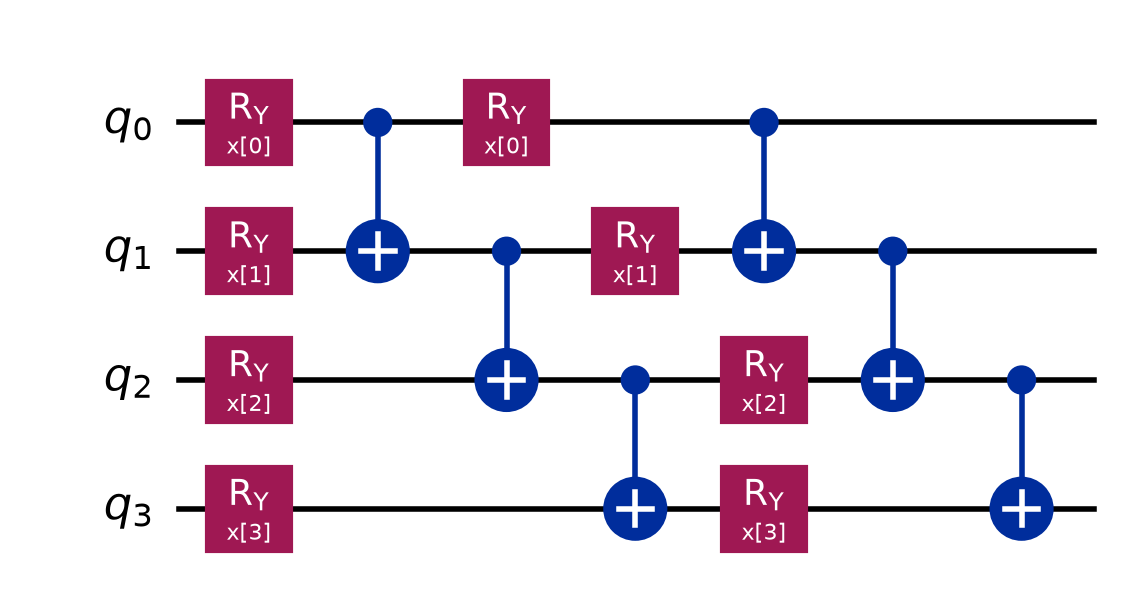 q0 RY x[0] RY x[0]
q1 RY x[1] RY x[1]
q2 RY x[2] RY x[2]
q3 RY x[3] RY x[3]